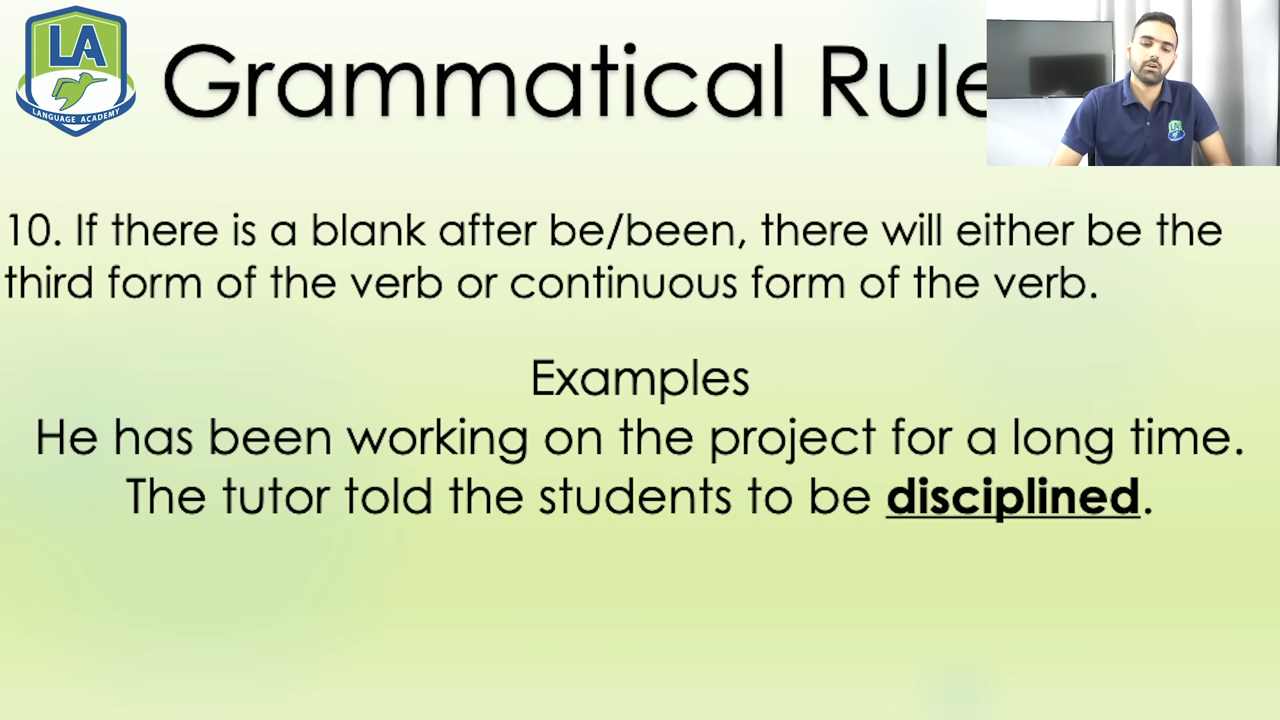 LA
LANGUAGE ACADEMY
Grammatical Rule
LA
10. If there is a blank after be/been, there will either be the
third form of the verb or continuous form of the verb.
Examples
He has been working on the project for a long time.
The tutor told the students to be disciplined.